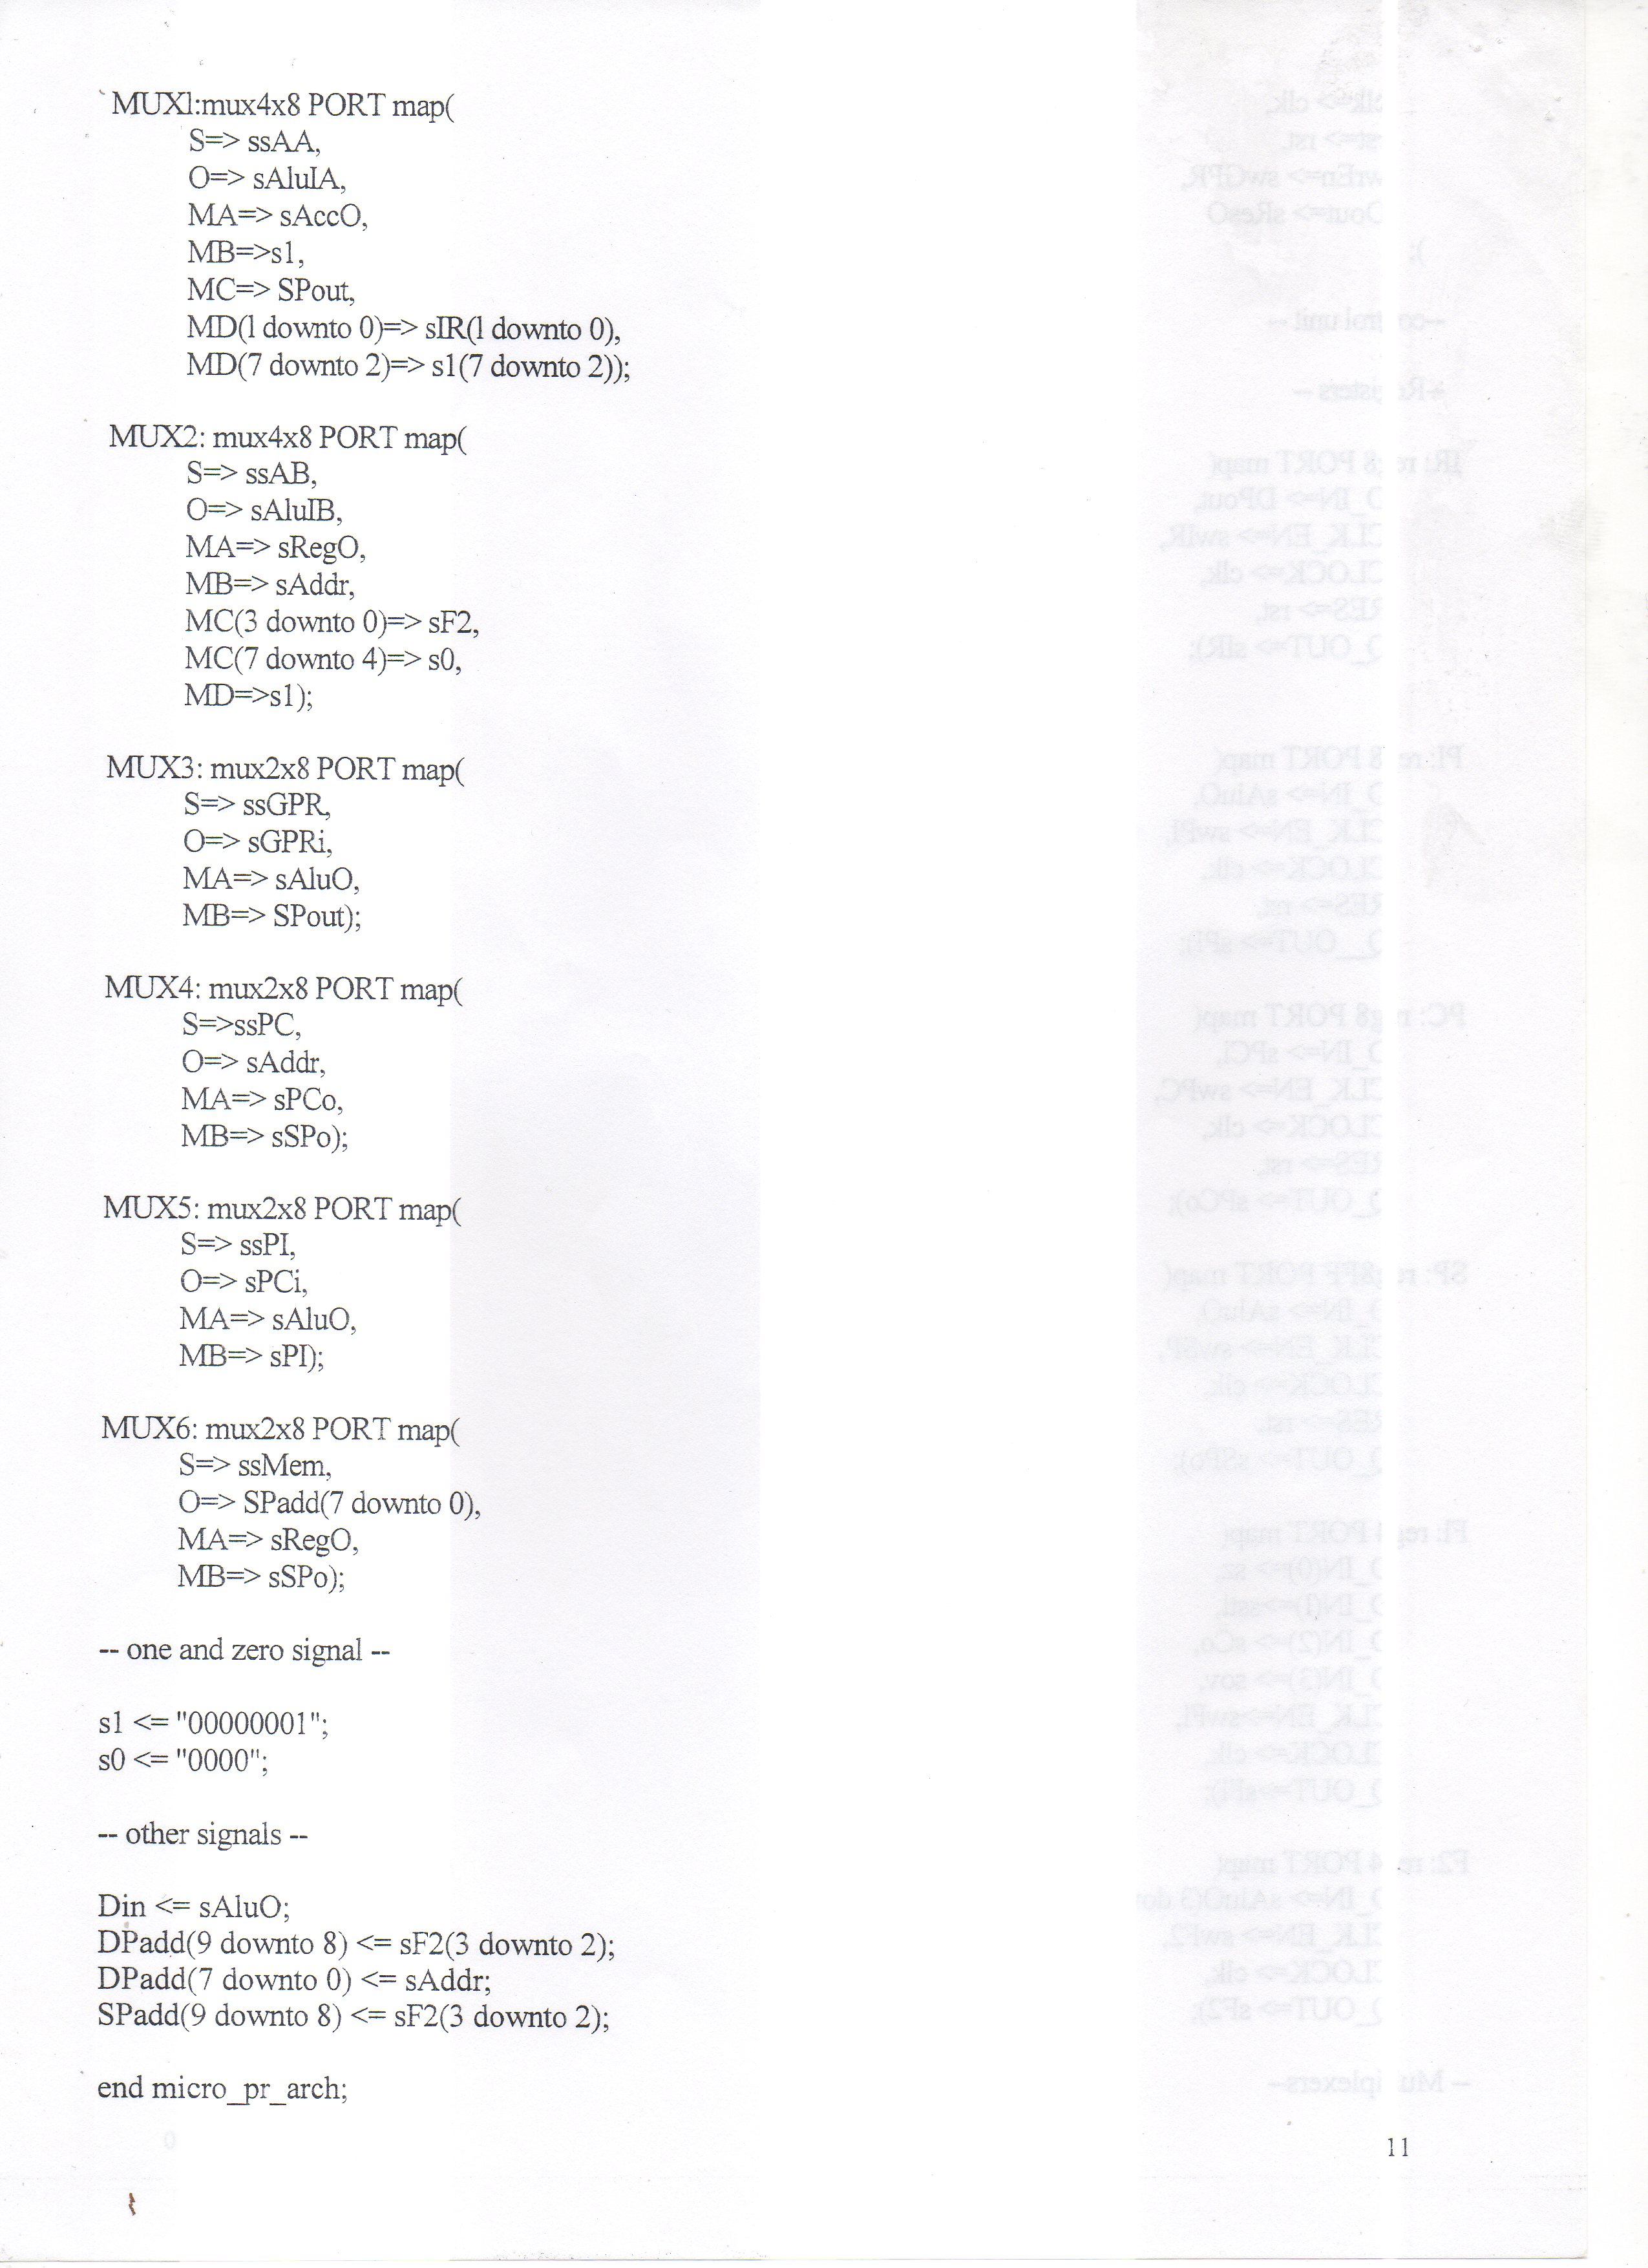 MUX1:mux4x8 PORT map(
S=> ssAA,
O=> sAluIA,
MA=> sAccO,
MB=>s1,
MC=> SPout,
MD(1 downto 0)=> sIR(1 downto 0),
MD(7 downto 2)=> s1(7 downto 2));
MUX2: mux4x8 PORT map(
S=> ssAB,
O=> sAluIB,
MA=> sRegO,
MB=> sAddr,
MC(3 downto 0)=> sF2,
MC(7 downto 4)=> s0,
MD=>s1);
MUX3: mux2x8 PORT map(
S=> ssGPR,
O=> sGPRi,
MA=> sAluO,
MB=> SPout);
MUX4: mux2x8 PORT map(
S=>ssPC,
O=> sAddr,
MA=> sPCo,
MB=> sSPo);
MUX5: mux2x8 PORT map(
S=> ssPI,
O=> sPCi,
MA=> sAluO,
MB=> sPI);
MUX6: mux2x8 PORT map(
S=> ssMem,
O=> SPadd(7 downto 0),
MA=> sRegO,
MB=> sSPo);
-- one and zero signal --
s1 <= "00000001";
s0 <= "0000";
-- other signals --
Din <= sAluO;
DPadd(9 downto 8) <= sF2(3 downto 2);
DPadd(7 downto 0) <= sAddr;
SPadd(9 downto 8) <= sF2(3 downto 2);
end micro_pr_arch;
11